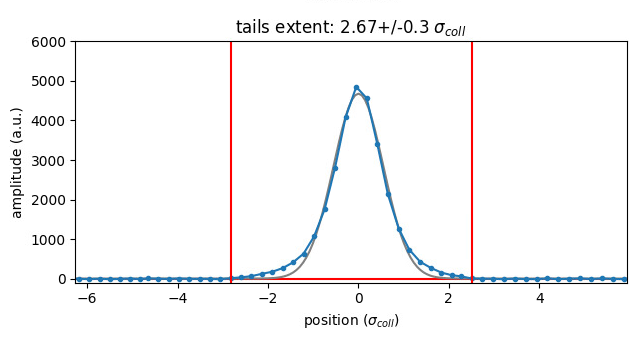 tails extent: 2.67+/-0.3 σcoll
6000
5000
4000
3000
2000
1000
0
amplitude (a.u.)
−6 −4 −2 0 2 4
position (σcoll)